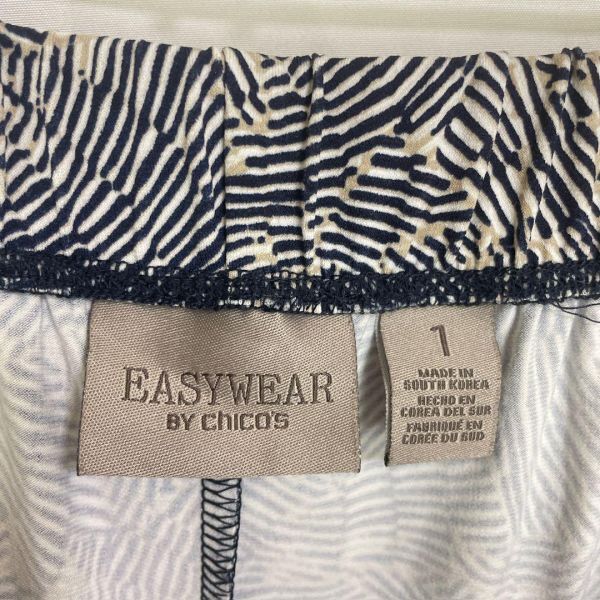 EASYWEAR
BY CHICO'S
1
MADE IN
SOUTH KOREA
HECHO EN
COREA DEL SUR
FABRIQUÉ EN
CORÉE DU SUD